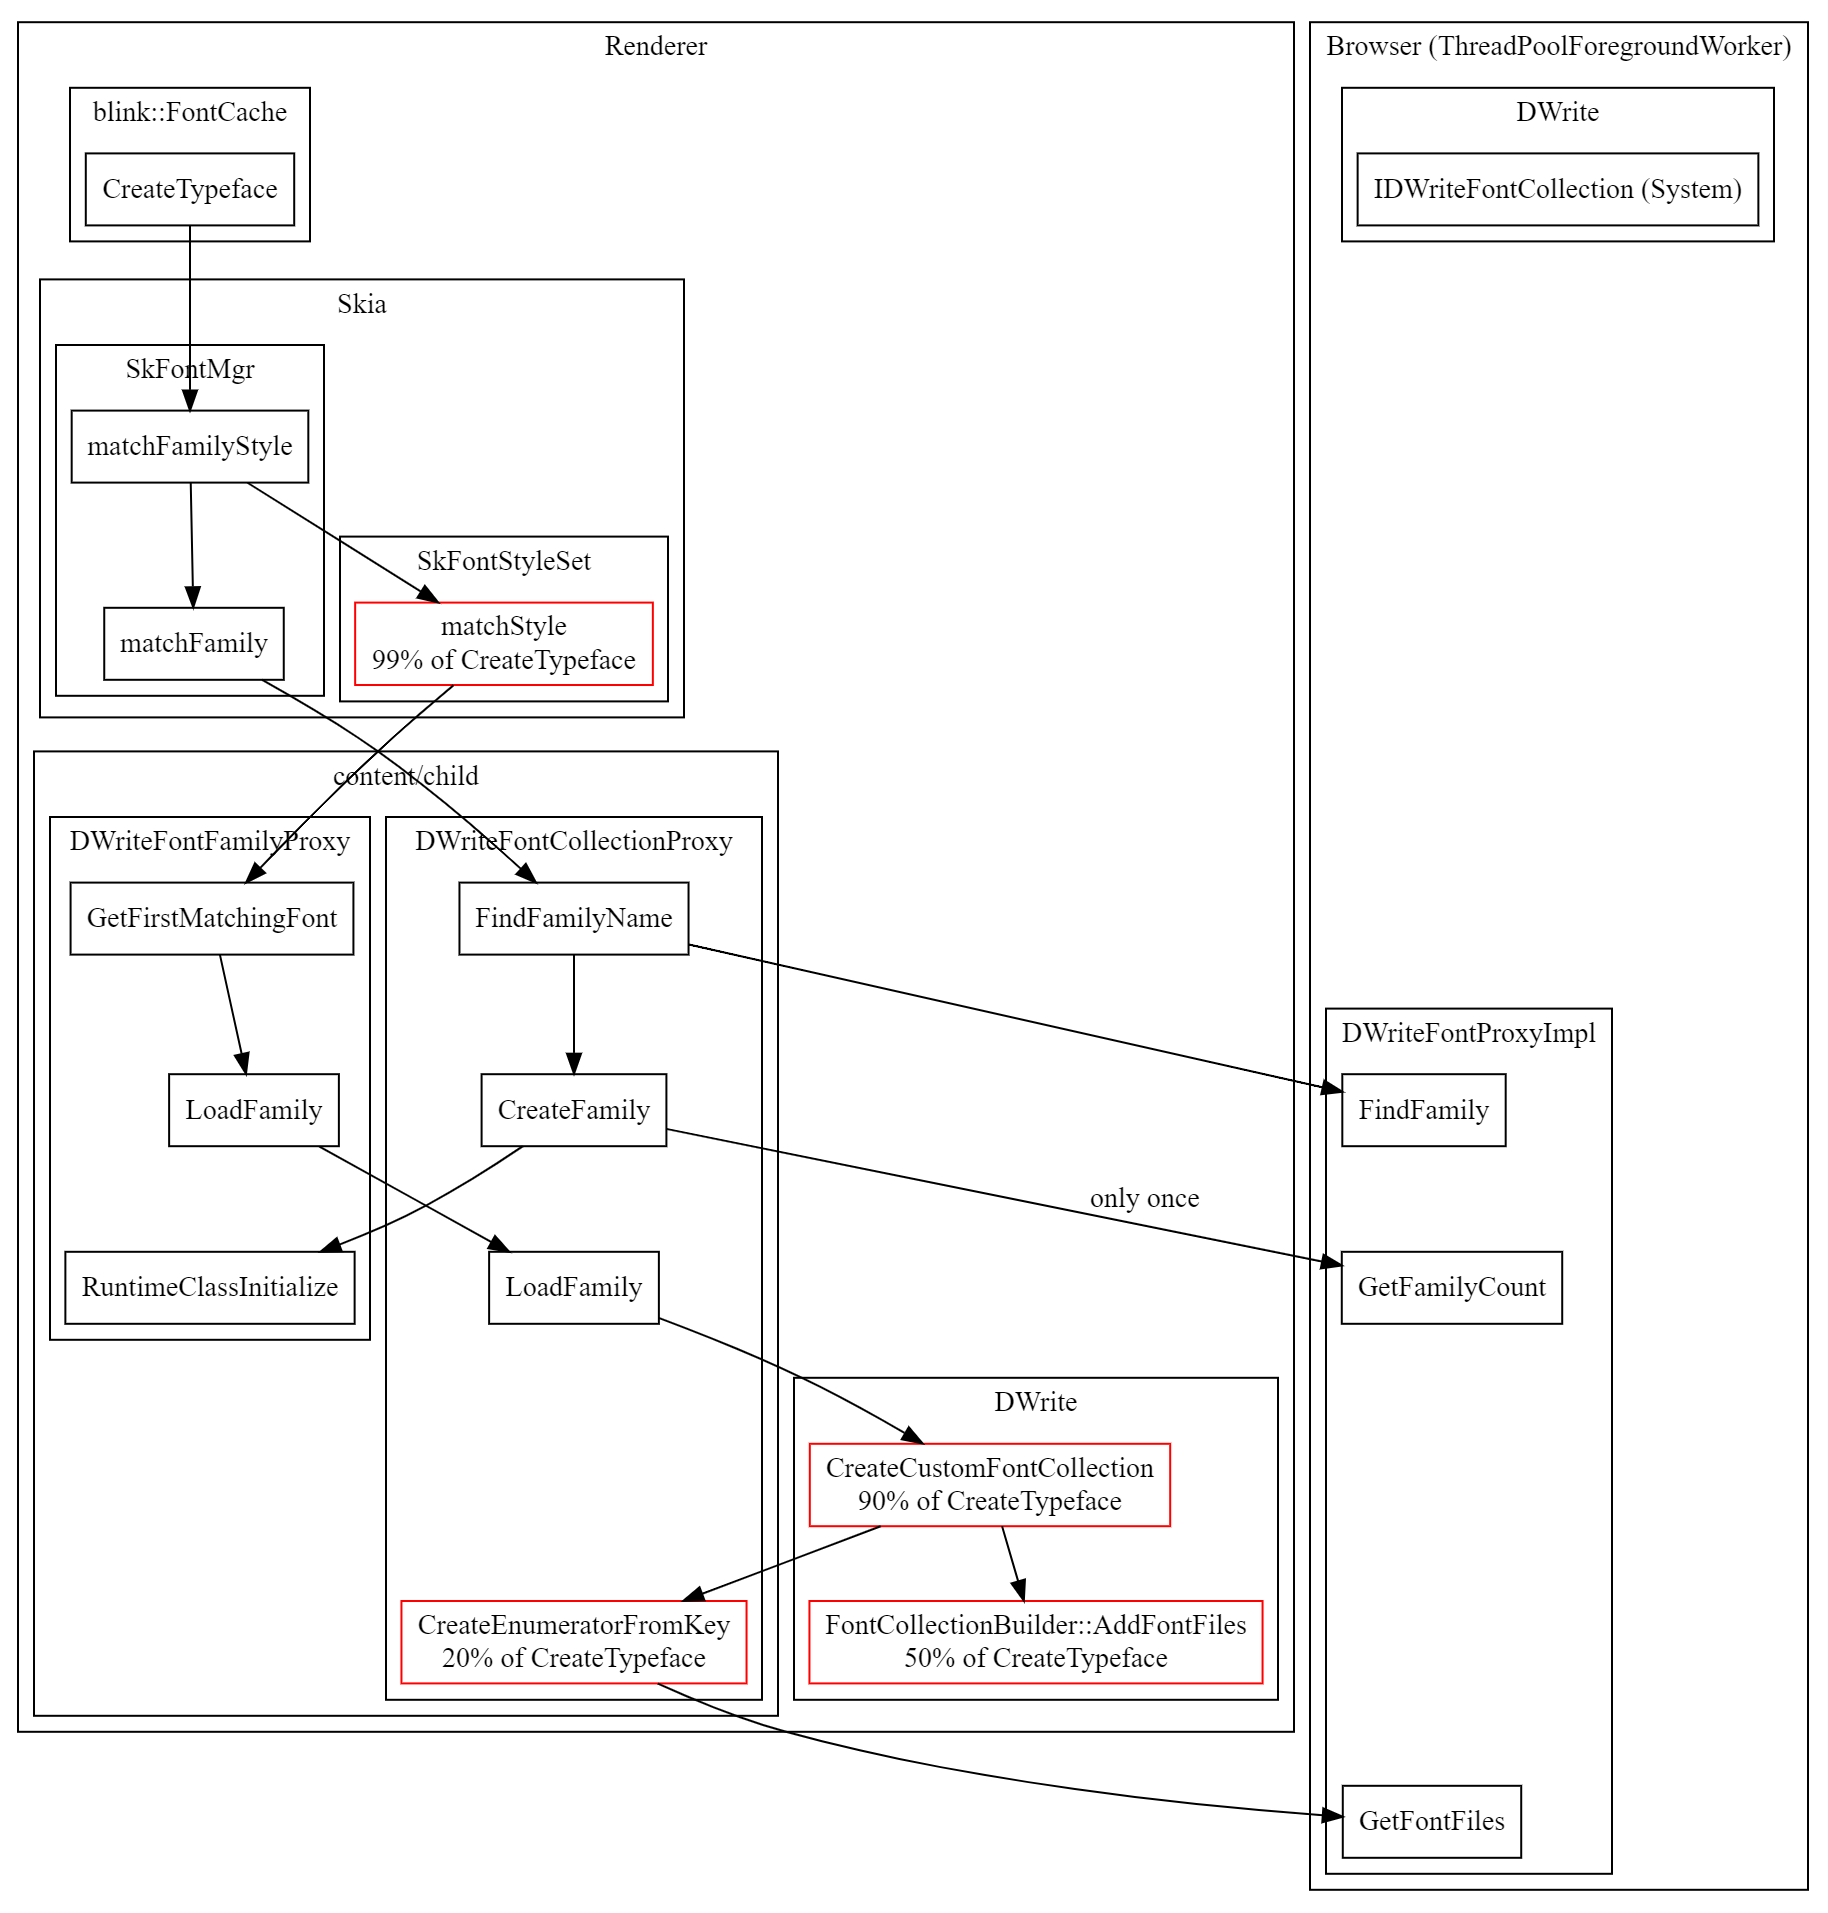 Renderer
Browser (ThreadPoolForegroundWorker)
blink::FontCache
CreateTypeface
DWrite
IDWriteFontCollection (System)
Skia
SkFontMgr
matchFamilyStyle
matchFamily
SkFontStyleSet
matchStyle
99% of CreateTypeface
content/child
DWriteFontFamilyProxy
GetFirstMatchingFont
LoadFamily
RuntimeClassInitialize
DWriteFontCollectionProxy
FindFamilyName
CreateFamily
LoadFamily
only once
DWriteFontProxyImpl
FindFamily
GetFamilyCount
DWrite
CreateCustomFontCollection
90% of CreateTypeface
CreateEnumeratorFromKey
20% of CreateTypeface
FontCollectionBuilder::AddFontFiles
50% of CreateTypeface
GetFontFiles